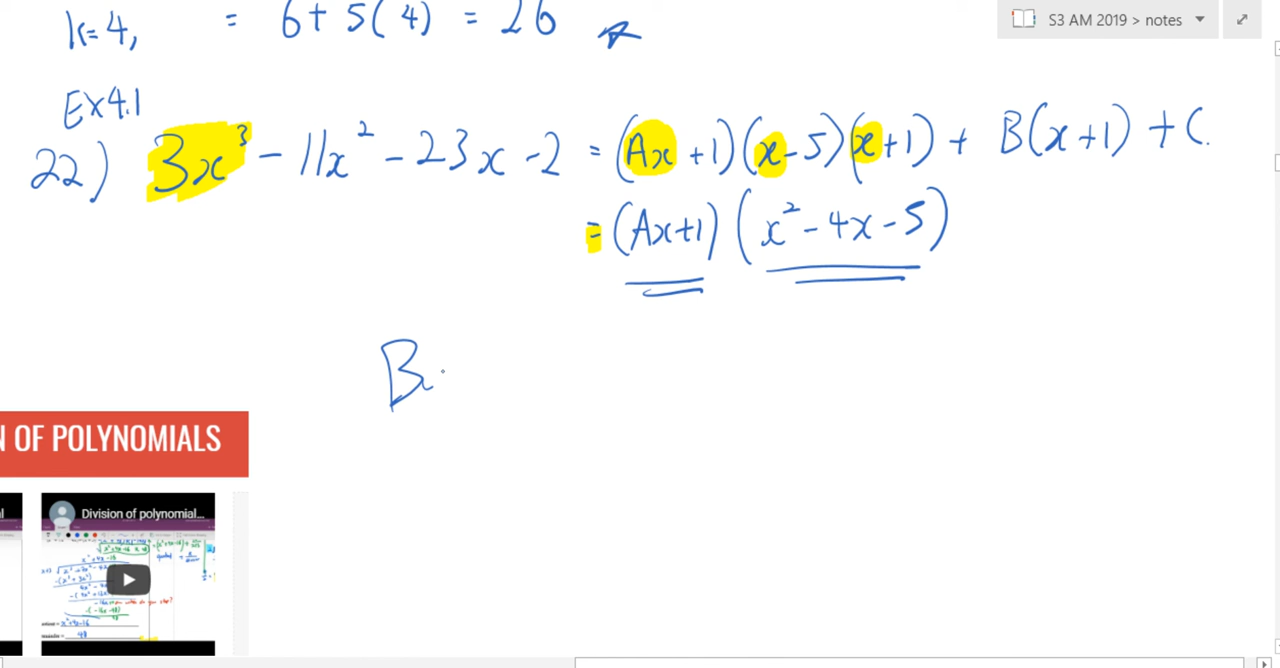 S3 AM 2019 > notes
k=4, = 6+5(4) = 26
Ex4.1
22) 3x³ - 11x² - 23x - 2 = (Ax+1)(x-5)(x+1) + B(x+1) + C.
= (Ax+1)(x² - 4x - 5)
B
N OF POLYNOMIALS
Division of polynomial...